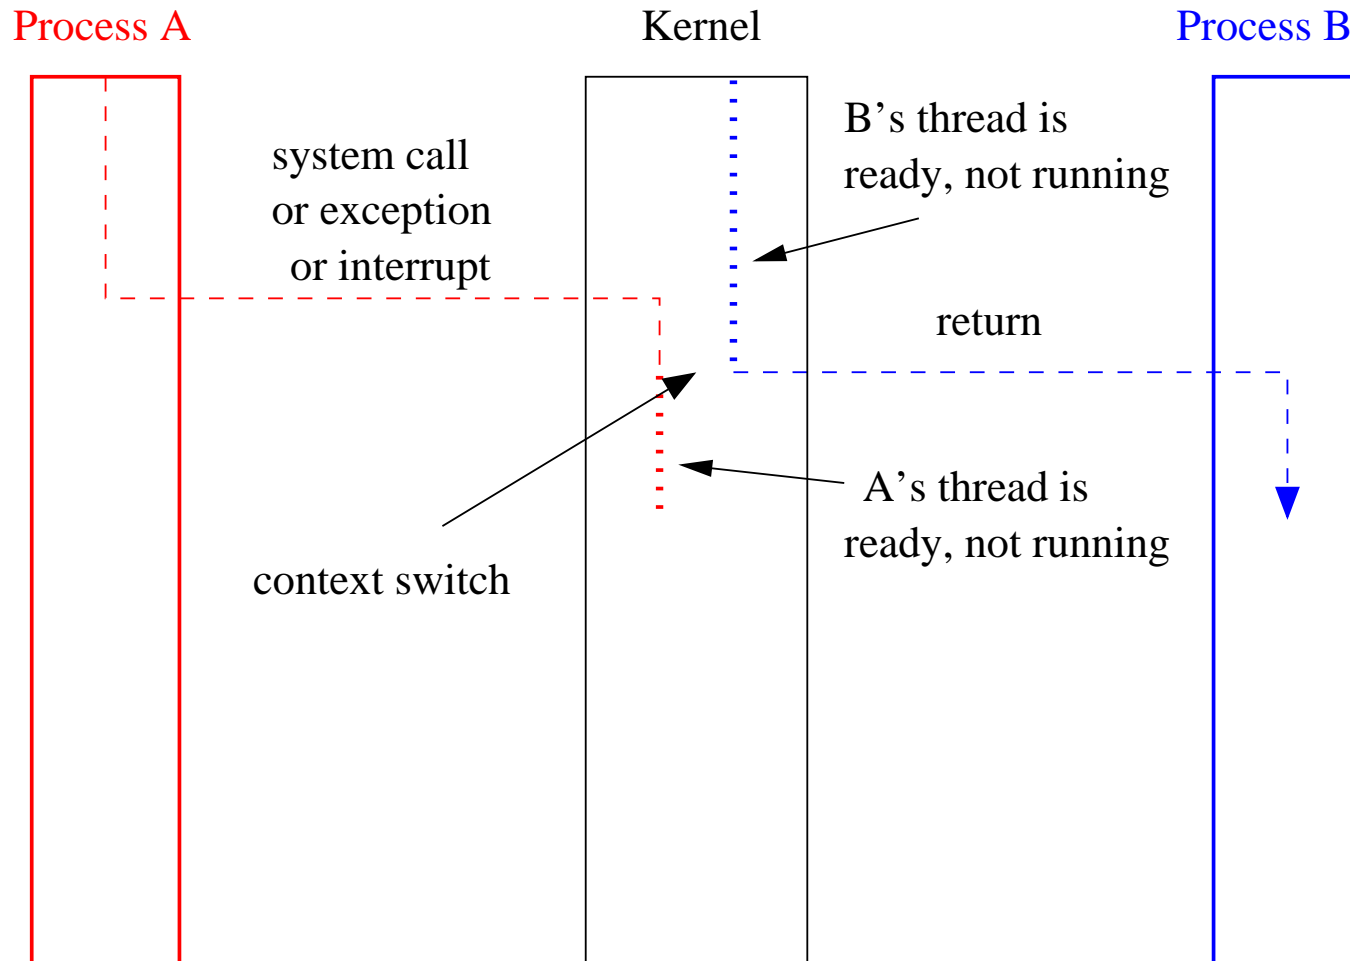 Process A
Kernel
Process B
system call
or exception
or interrupt
B’s thread is
ready, not running
return
A’s thread is
ready, not running
context switch